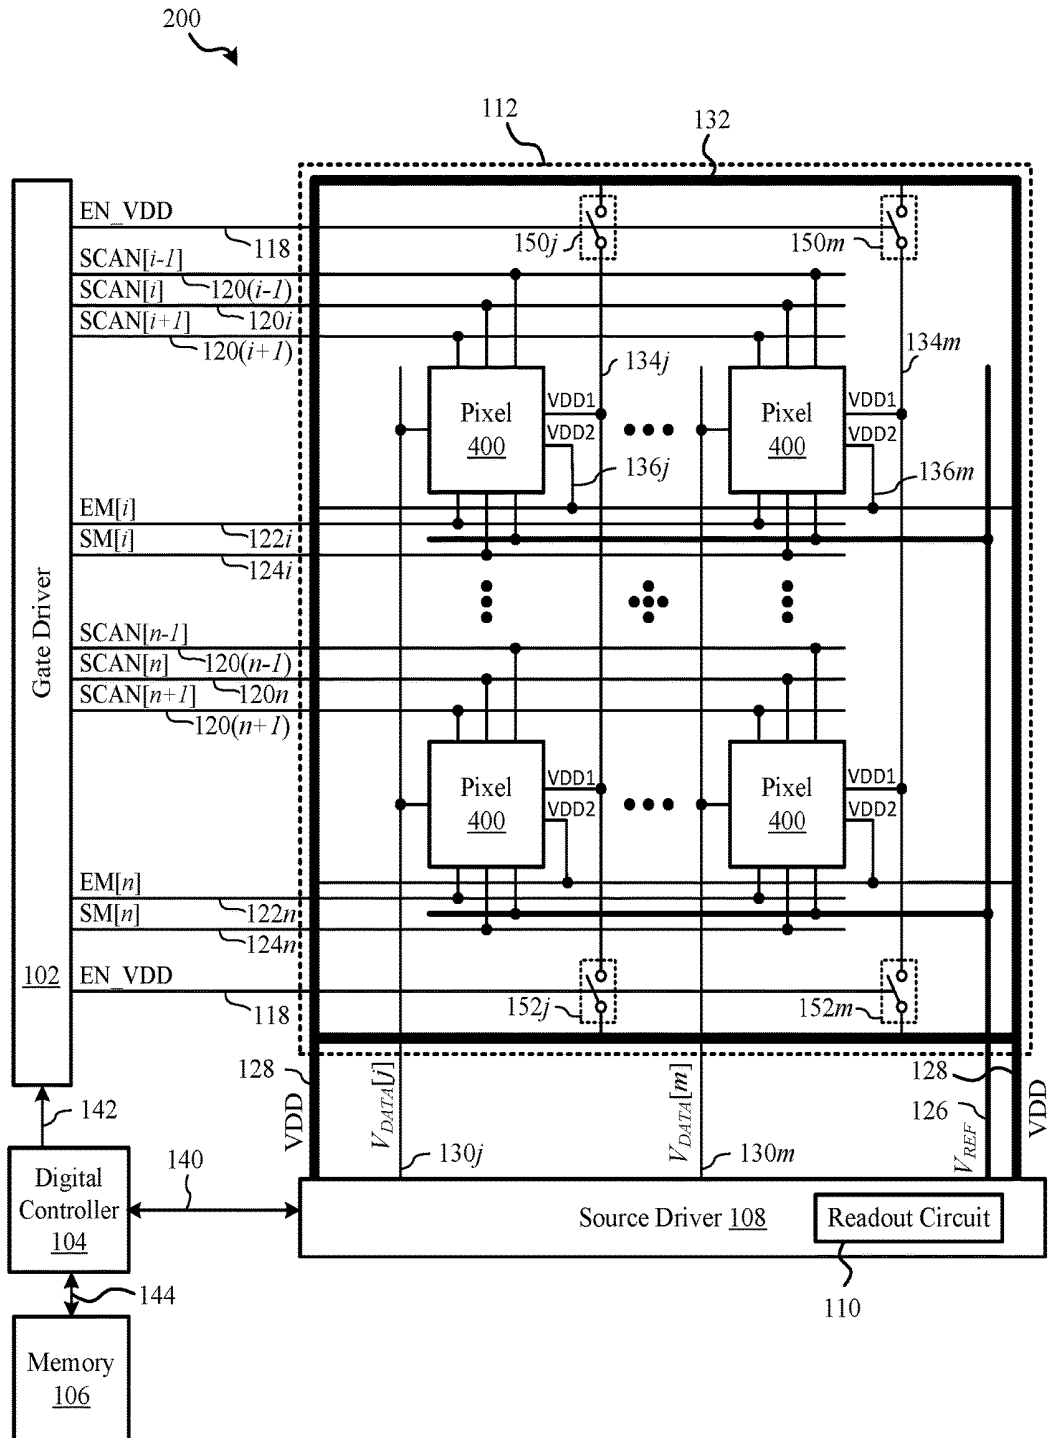 200
112
132
EN_VDD
118
150j
150m
SCAN[i-1]
120(i-1)
SCAN[i]
120i
SCAN[i+1]
120(i+1)
134j
134m
Pixel
400
VDD1
VDD2
Pixel
400
VDD1
VDD2
136j
136m
EM[i]
122i
SM[i]
124i
Gate Driver
102
SCAN[n-1]
120(n-1)
SCAN[n]
120n
SCAN[n+1]
120(n+1)
Pixel
400
VDD1
VDD2
Pixel
400
VDD1
VDD2
EM[n]
122n
SM[n]
124n
EN_VDD
118
152j
152m
128
VDD
VDATA[j]
VDATA[m]
VREF
126
128
VDD
142
130j
130m
Digital
Controller
104
140
Source Driver 108
Readout Circuit
110
144
Memory
106